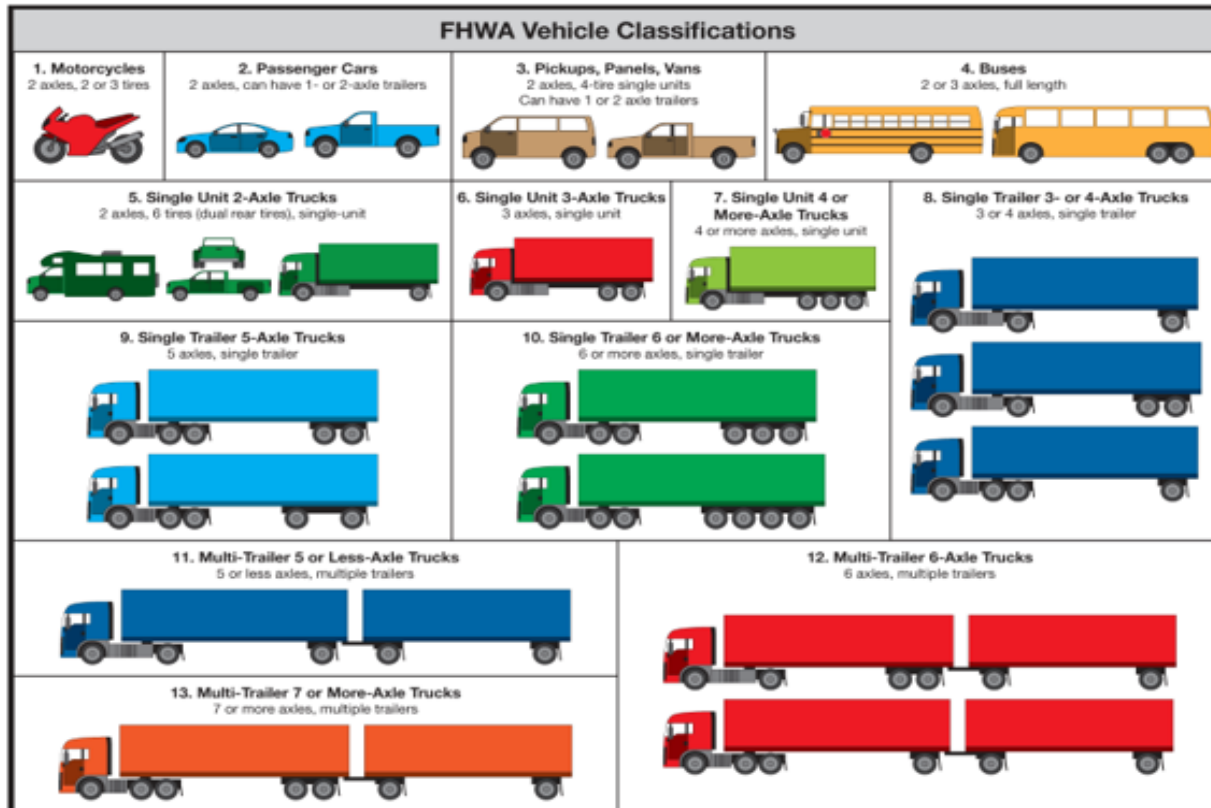 FHWA Vehicle Classifications
1. Motorcycles
2 axles, 2 or 3 tires
2. Passenger Cars
2 axles, can have 1- or 2-axle trailers
3. Pickups, Panels, Vans
2 axles, 4-tire single units
Can have 1 or 2 axle trailers
4. Buses
2 or 3 axles, full length
5. Single Unit 2-Axle Trucks
2 axles, 6 tires (dual rear tires), single-unit
6. Single Unit 3-Axle Trucks
3 axles, single unit
7. Single Unit 4 or
More-Axle Trucks
4 or more axles, single unit
8. Single Trailer 3- or 4-Axle Trucks
3 or 4 axles, single trailer
9. Single Trailer 5-Axle Trucks
5 axles, single trailer
10. Single Trailer 6 or More-Axle Trucks
6 or more axles, single trailer
11. Multi-Trailer 5 or Less-Axle Trucks
5 or less axles, multiple trailers
12. Multi-Trailer 6-Axle Trucks
6 axles, multiple trailers
13. Multi-Trailer 7 or More-Axle Trucks
7 or more axles, multiple trailers